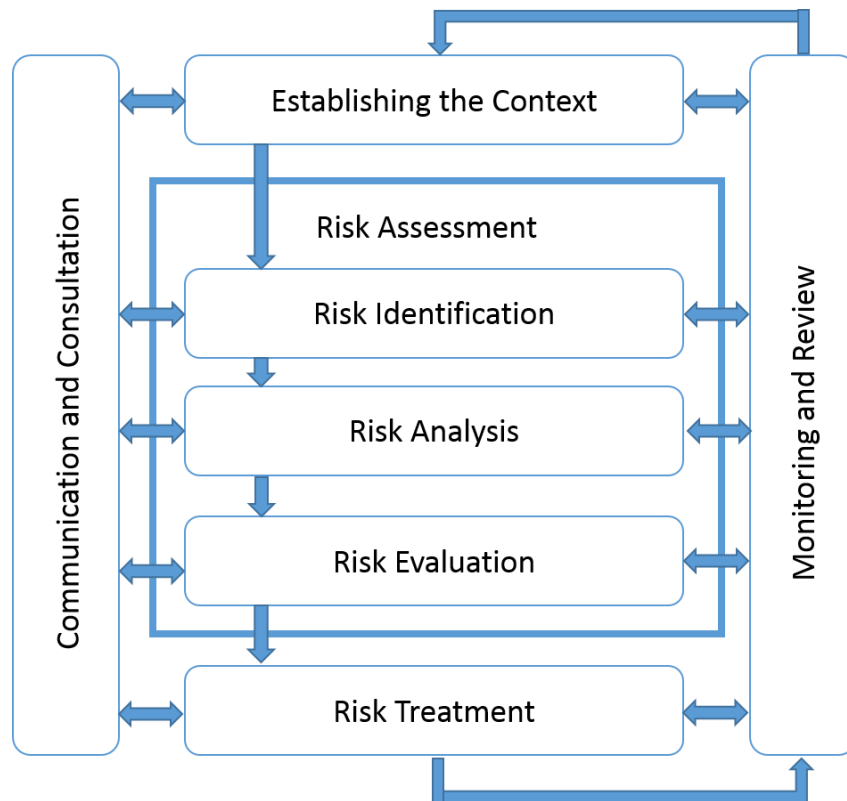 Establishing the Context
Risk Assessment
Risk Identification
Risk Analysis
Risk Evaluation
Risk Treatment
Communication and Consultation
Monitoring and Review